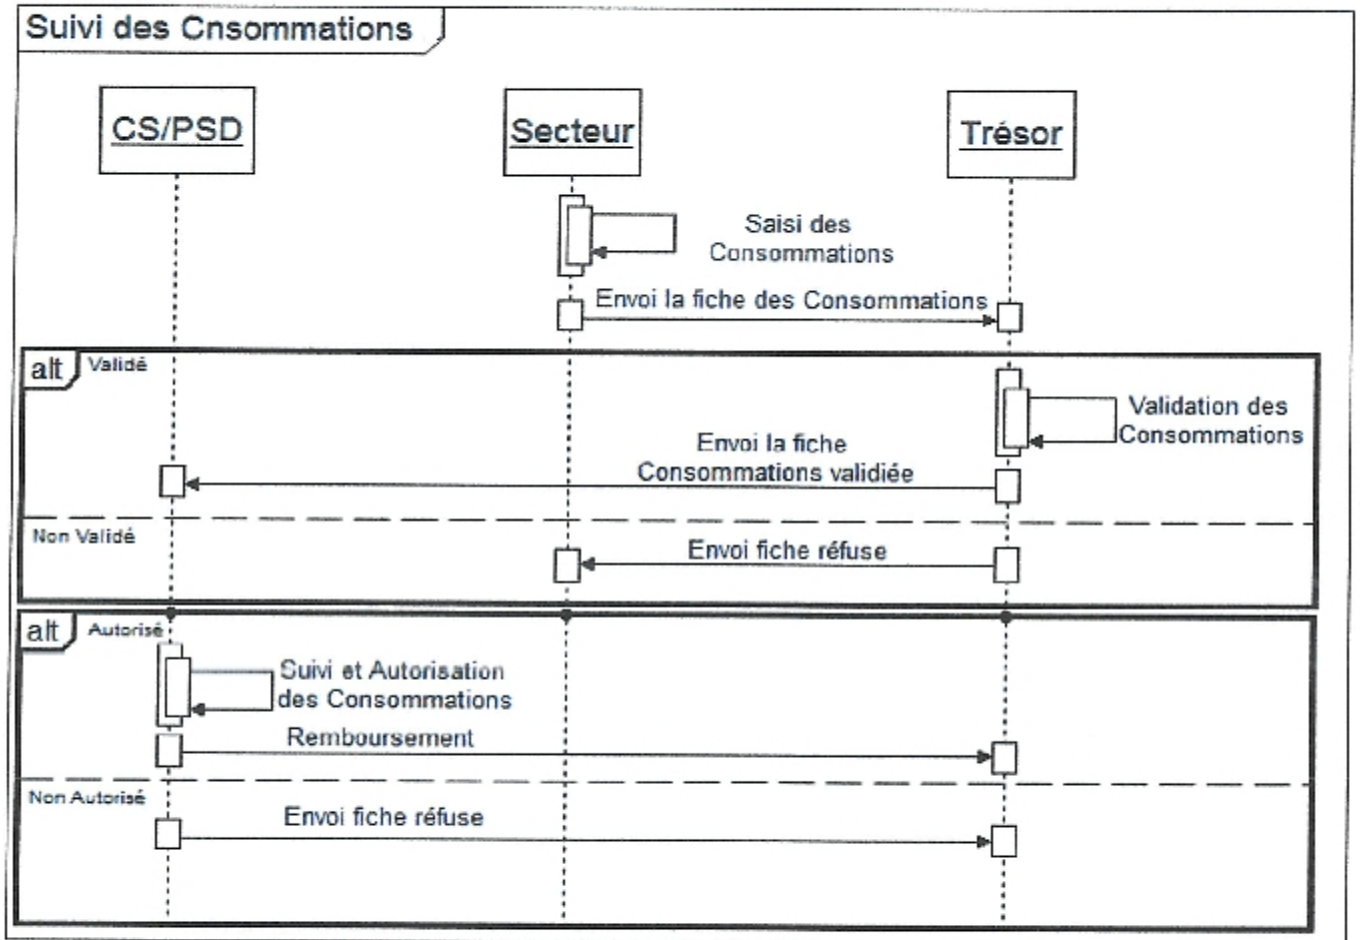 Suivi des Cnsommations
CS/PSD
Secteur
Trésor
Saisi des
Consommations
Envoi la fiche des Consommations
alt
Validé
Validation des
Consommations
Envoi la fiche
Consommations validiée
Non Validé
Envoi fiche réfuse
alt
Autorisé
Suivi et Autorisation
des Consommations
Remboursement
Non Autorisé
Envoi fiche réfuse